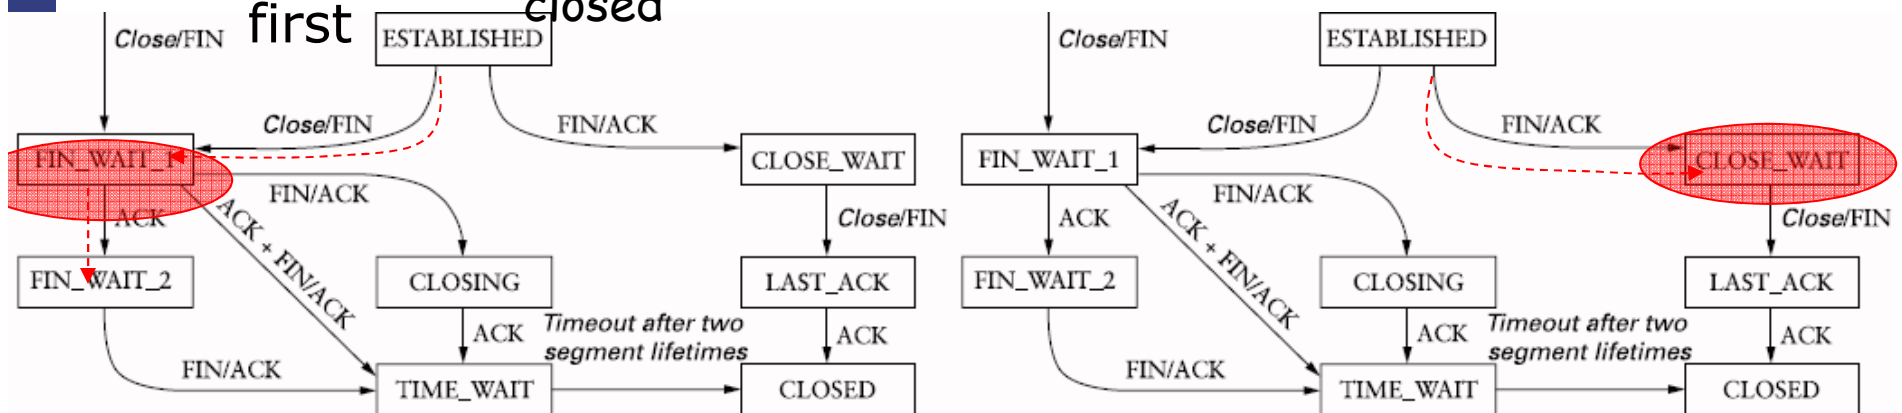 first
closed
Close/FIN
ESTABLISHED
Close/FIN
FIN/ACK
FIN_WAIT_1
CLOSE_WAIT
FIN/ACK
ACK
ACK + FIN/ACK
Close/FIN
FIN_WAIT_2
CLOSING
LAST_ACK
ACK
Timeout after two
segment lifetimes
ACK
FIN/ACK
TIME_WAIT
CLOSED
Close/FIN
ESTABLISHED
Close/FIN
FIN/ACK
FIN_WAIT_1
CLOSE_WAIT
FIN/ACK
ACK
ACK + FIN/ACK
Close/FIN
FIN_WAIT_2
CLOSING
LAST_ACK
ACK
Timeout after two
segment lifetimes
ACK
FIN/ACK
TIME_WAIT
CLOSED